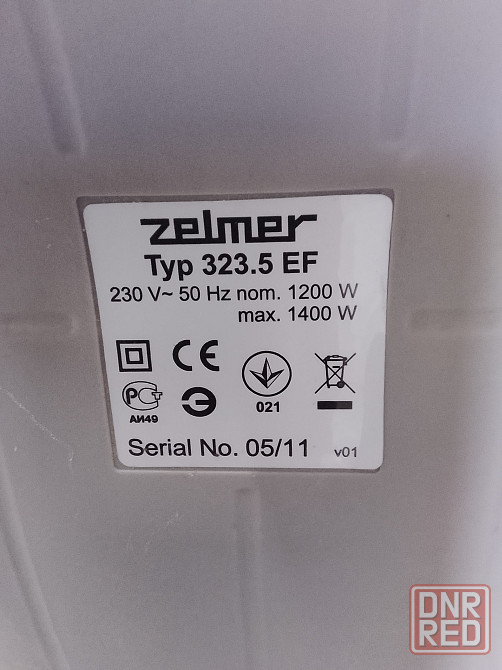 zelmer
Typ 323.5 EF
230 V~ 50 Hz nom. 1200 W
max. 1400 W
CE
021
РСТ
АИ49
Serial No. 05/11 v01
DNR
RED